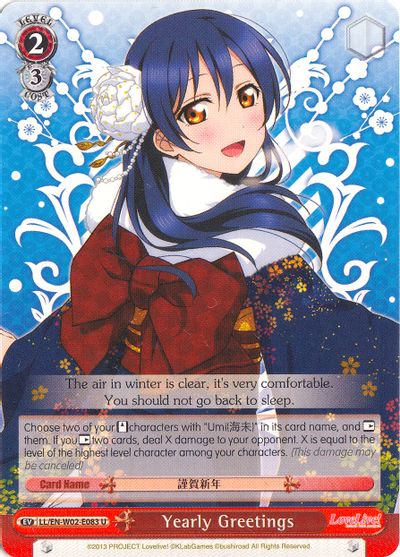 LEVEL
2
3
COST
The air in winter is clear, it's very comfortable.
You should not go back to sleep.
Choose two of your characters with "Umi(海未)" in its card name, and
them. If you two cards, deal X damage to your opponent. X is equal to the
level of the highest level character among your characters. (This damage may
be canceled)
Card Name 謹賀新年
EV LL/EN-W02-E083 U Yearly Greetings LoveLive!
©2013 PROJECT Lovelive! ©KLabGames ©bushiroad All Rights Reserved.